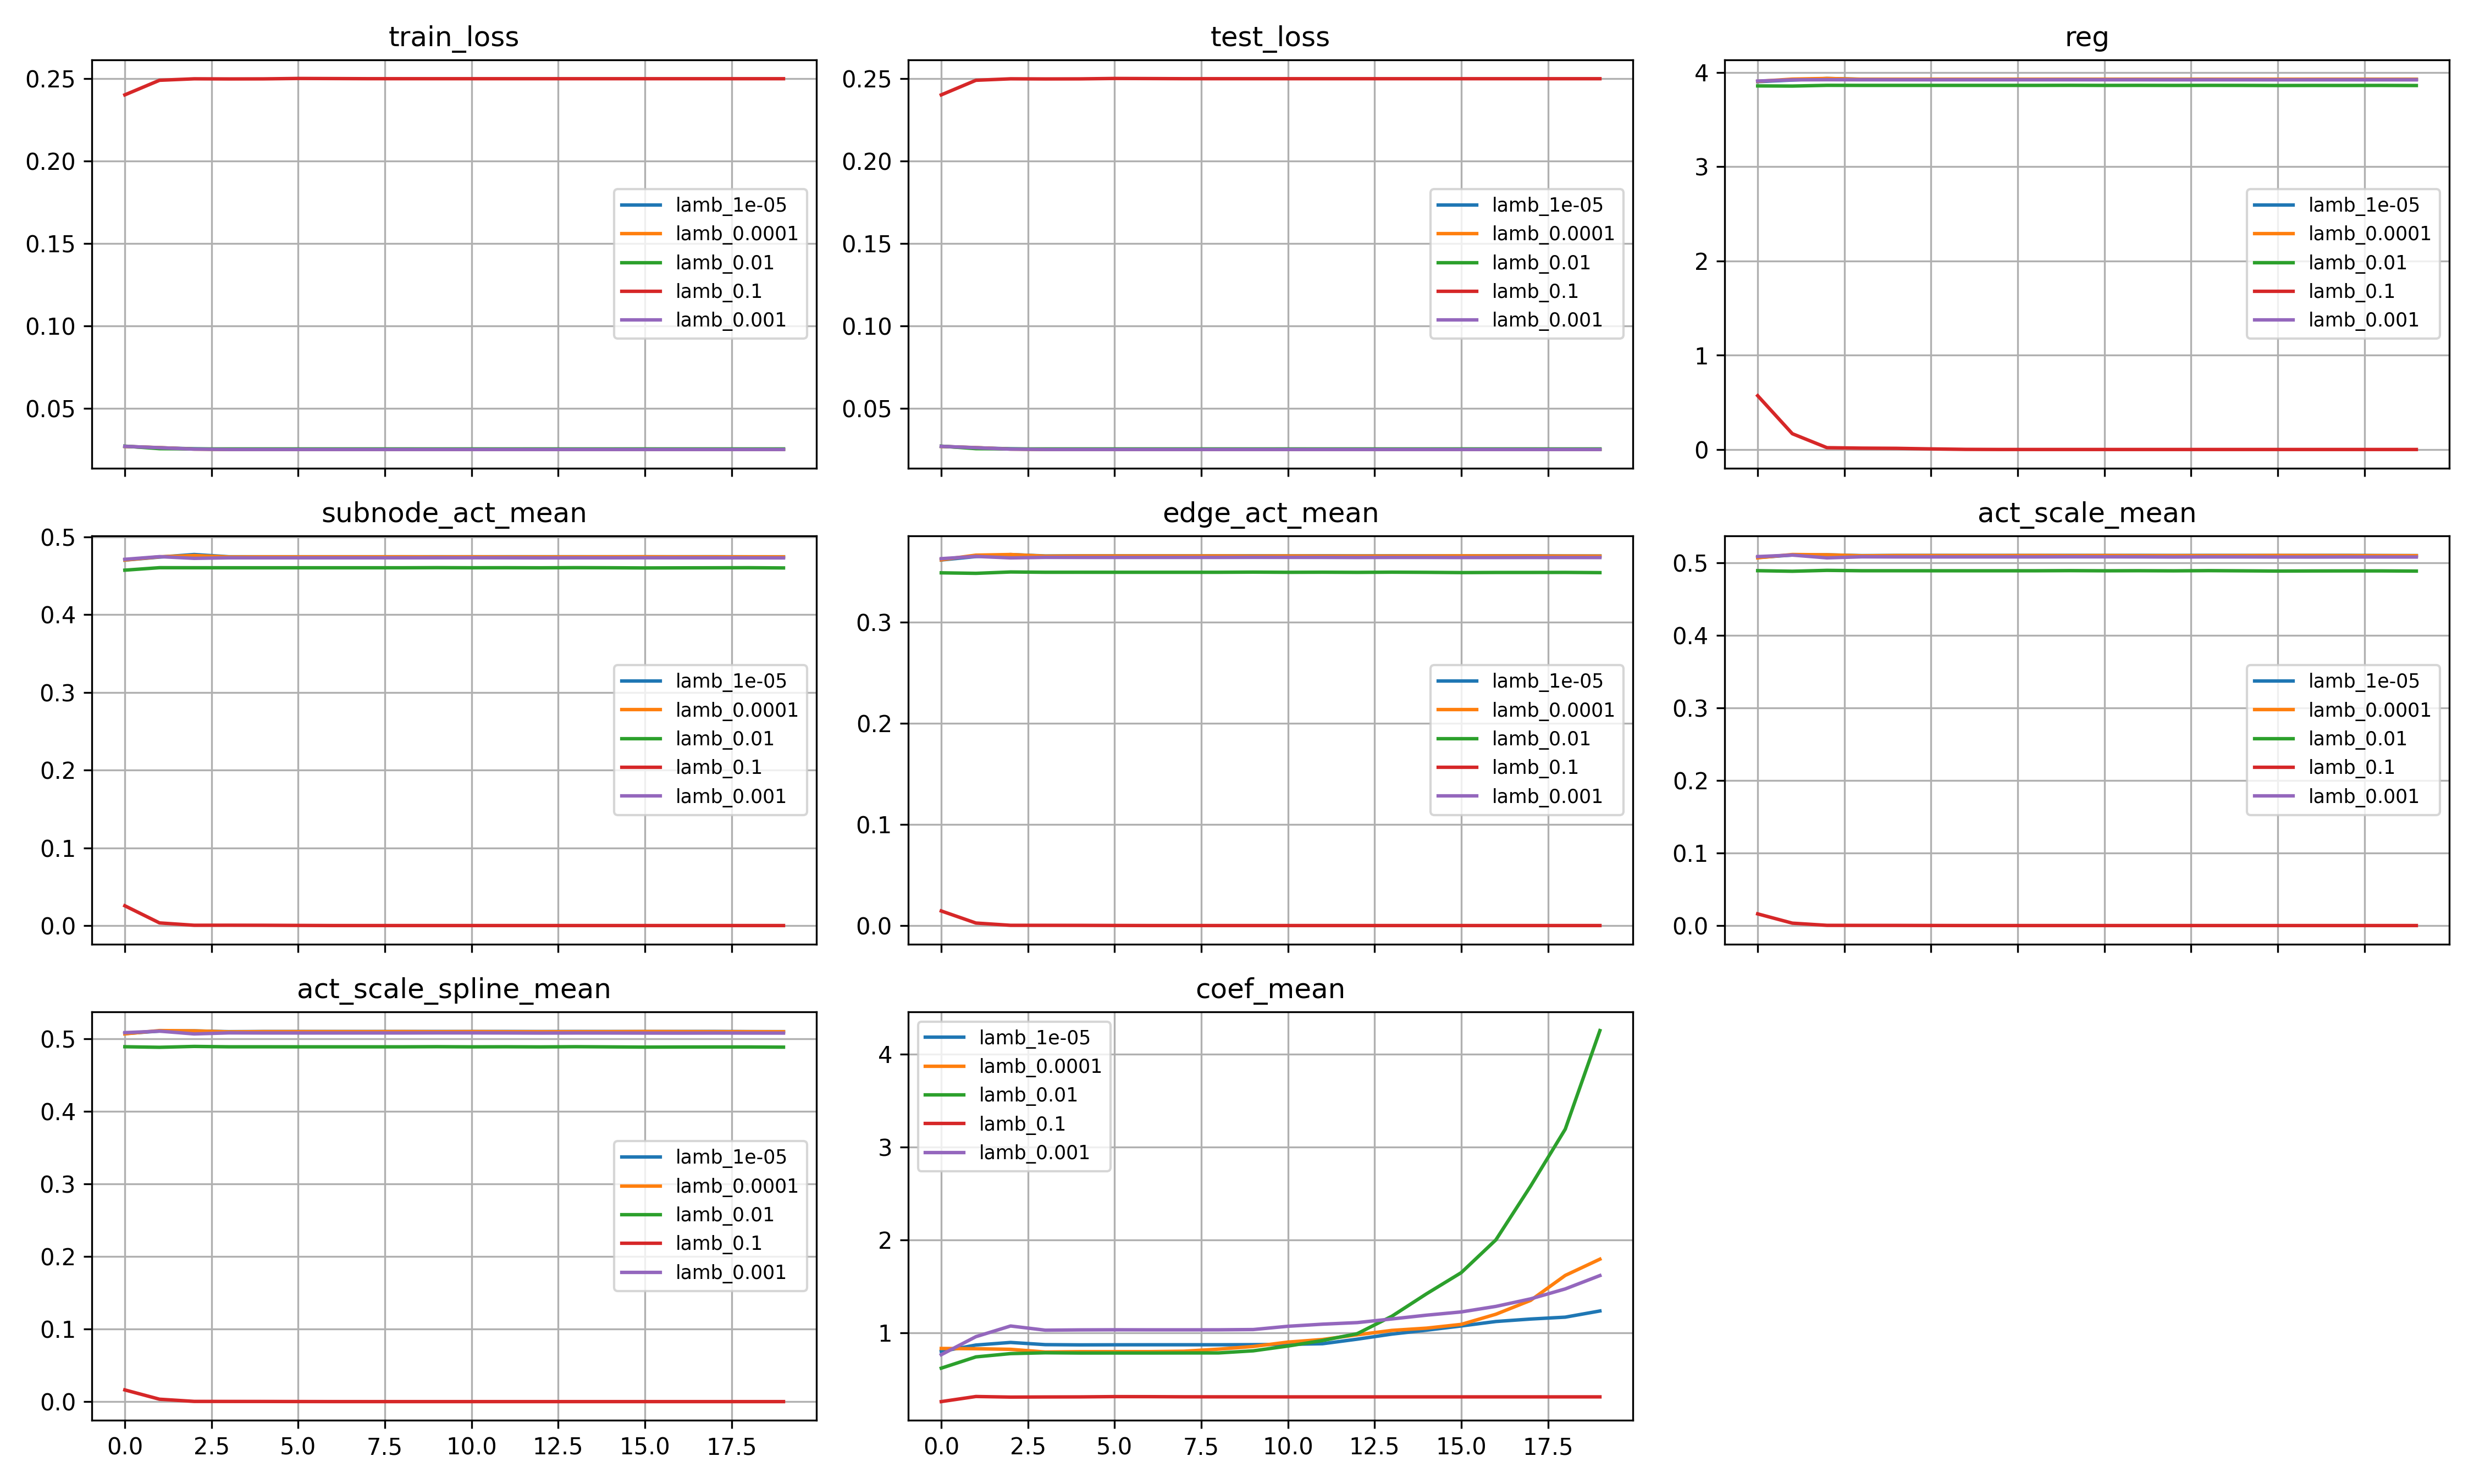 train_loss
0.25
0.20
0.15
0.10
0.05
lamb_1e-05
lamb_0.0001
lamb_0.01
lamb_0.1
lamb_0.001
test_loss
0.25
0.20
0.15
0.10
0.05
lamb_1e-05
lamb_0.0001
lamb_0.01
lamb_0.1
lamb_0.001
reg
4
3
2
1
0
lamb_1e-05
lamb_0.0001
lamb_0.01
lamb_0.1
lamb_0.001
subnode_act_mean
0.5
0.4
0.3
0.2
0.1
0.0
lamb_1e-05
lamb_0.0001
lamb_0.01
lamb_0.1
lamb_0.001
edge_act_mean
0.3
0.2
0.1
0.0
lamb_1e-05
lamb_0.0001
lamb_0.01
lamb_0.1
lamb_0.001
act_scale_mean
0.5
0.4
0.3
0.2
0.1
0.0
lamb_1e-05
lamb_0.0001
lamb_0.01
lamb_0.1
lamb_0.001
act_scale_spline_mean
0.5
0.4
0.3
0.2
0.1
0.0
lamb_1e-05
lamb_0.0001
lamb_0.01
lamb_0.1
lamb_0.001
0.0 2.5 5.0 7.5 10.0 12.5 15.0 17.5
coef_mean
4
3
2
1
lamb_1e-05
lamb_0.0001
lamb_0.01
lamb_0.1
lamb_0.001
0.0 2.5 5.0 7.5 10.0 12.5 15.0 17.5